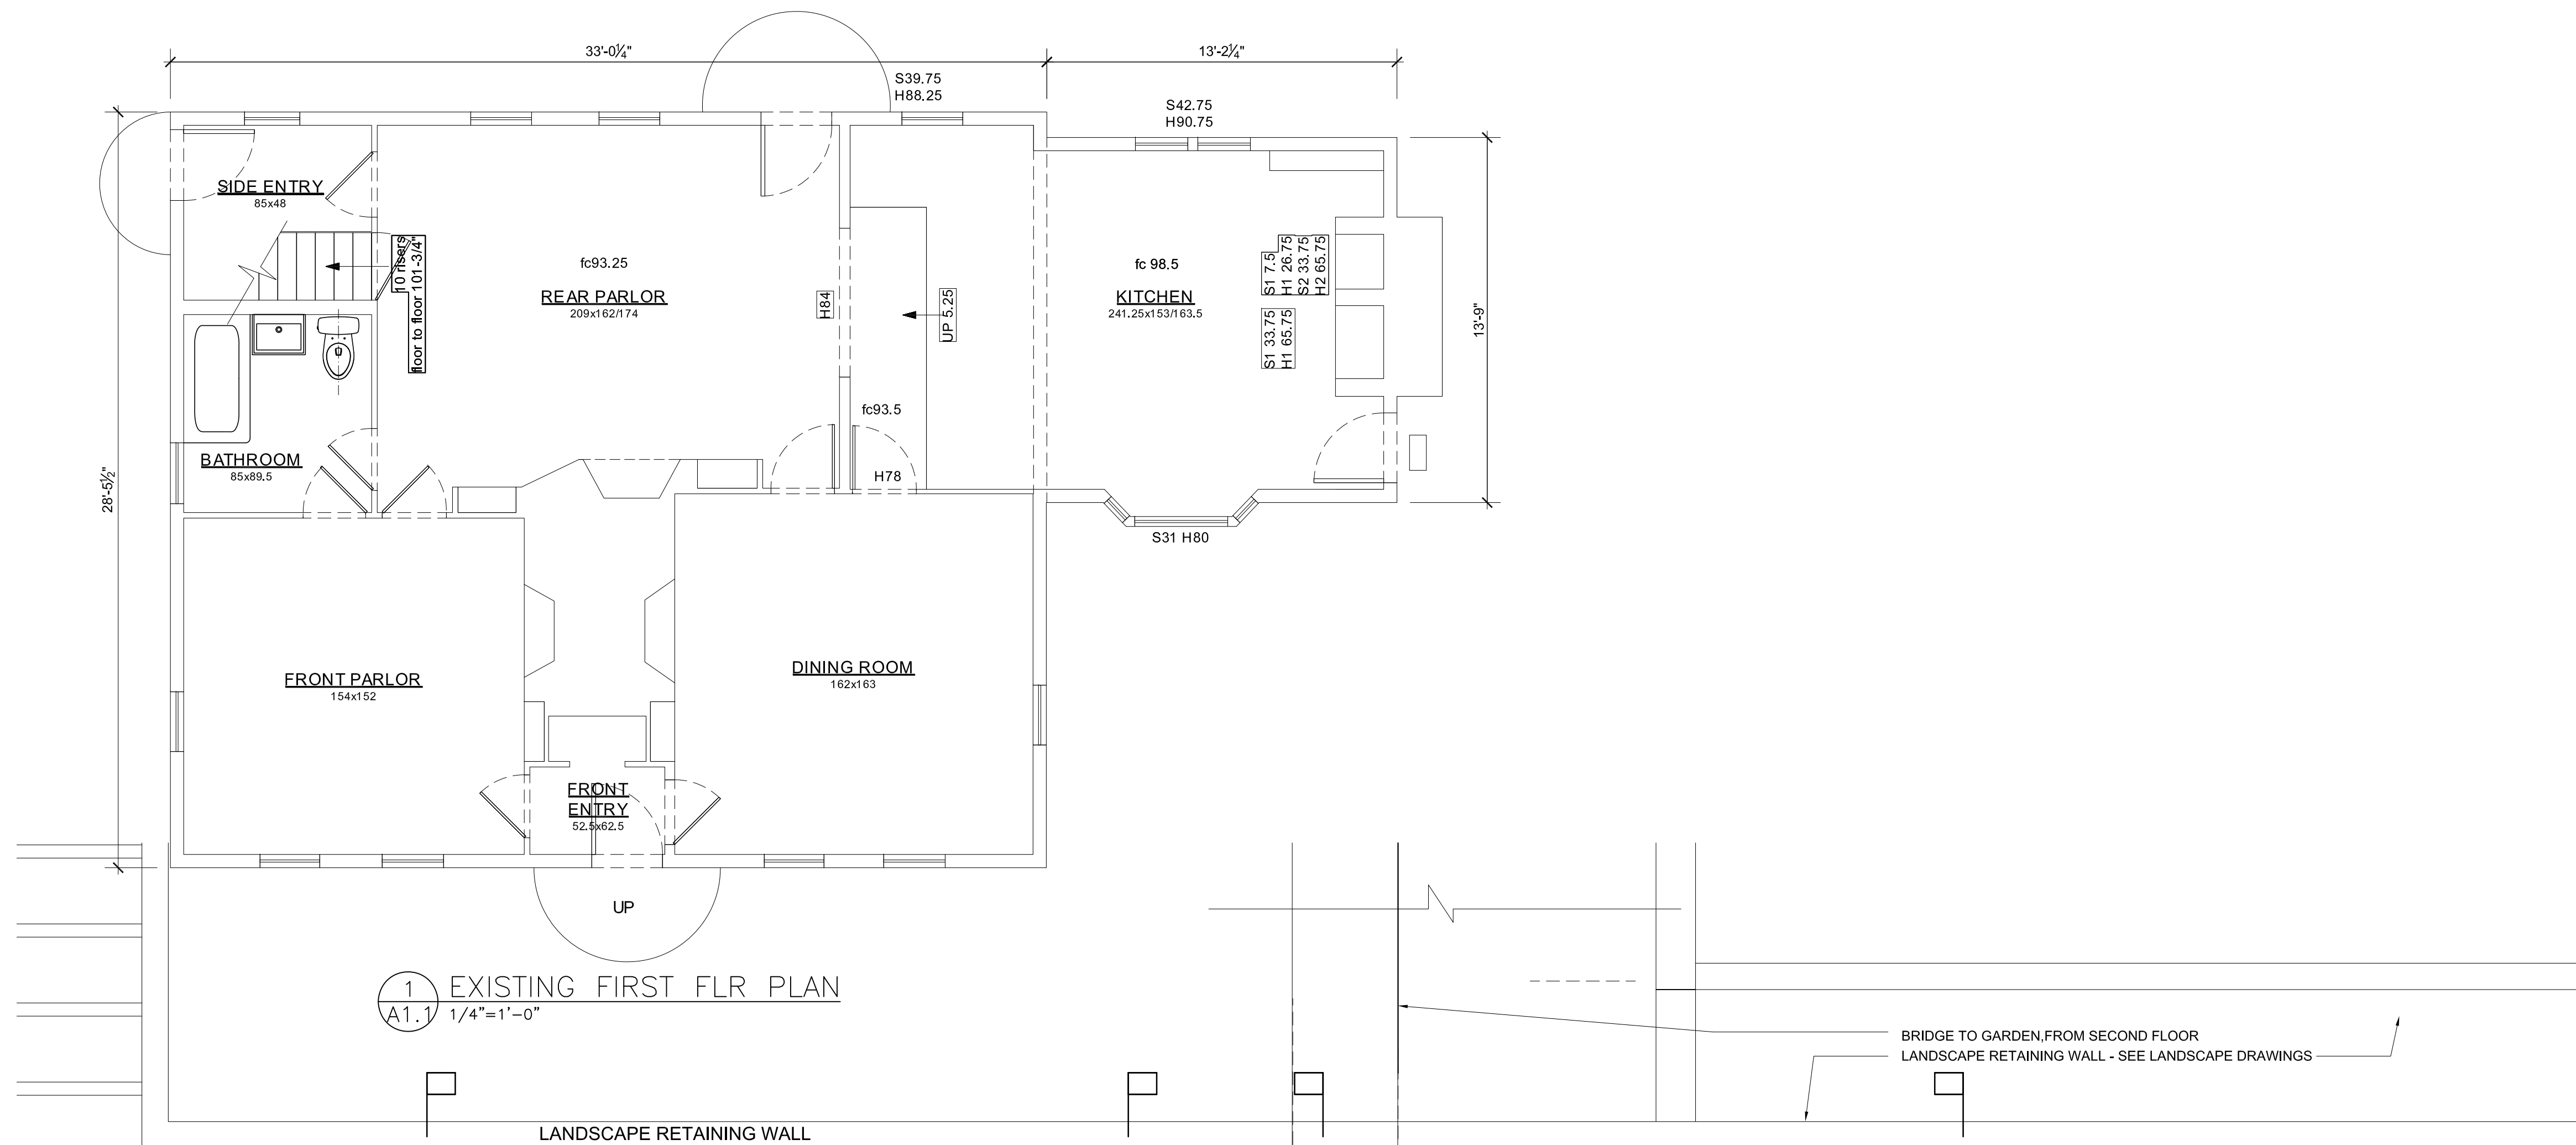 33'-0¼"
13'-2¼"
S39.75
H88.25
S42.75
H90.75
SIDE ENTRY
85x48
10 risers
floor to floor 101-3/4"
fc93.25
REAR PARLOR
209x162/174
H84
UP 5.25
fc 98.5
KITCHEN
241.25x153/163.5
S1 7.5
H1 26.75
S2 33.75
H2 65.75
S1 33.75
H1 65.75
13'-9"
fc93.5
H78
BATHROOM
85x89.5
28'-5½"
S31 H80
FRONT PARLOR
154x152
DINING ROOM
162x163
FRONT
ENTRY
52.5x62.5
UP
1
A1.1
EXISTING FIRST FLR PLAN
1/4"=1'-0"
BRIDGE TO GARDEN,FROM SECOND FLOOR
LANDSCAPE RETAINING WALL - SEE LANDSCAPE DRAWINGS
LANDSCAPE RETAINING WALL